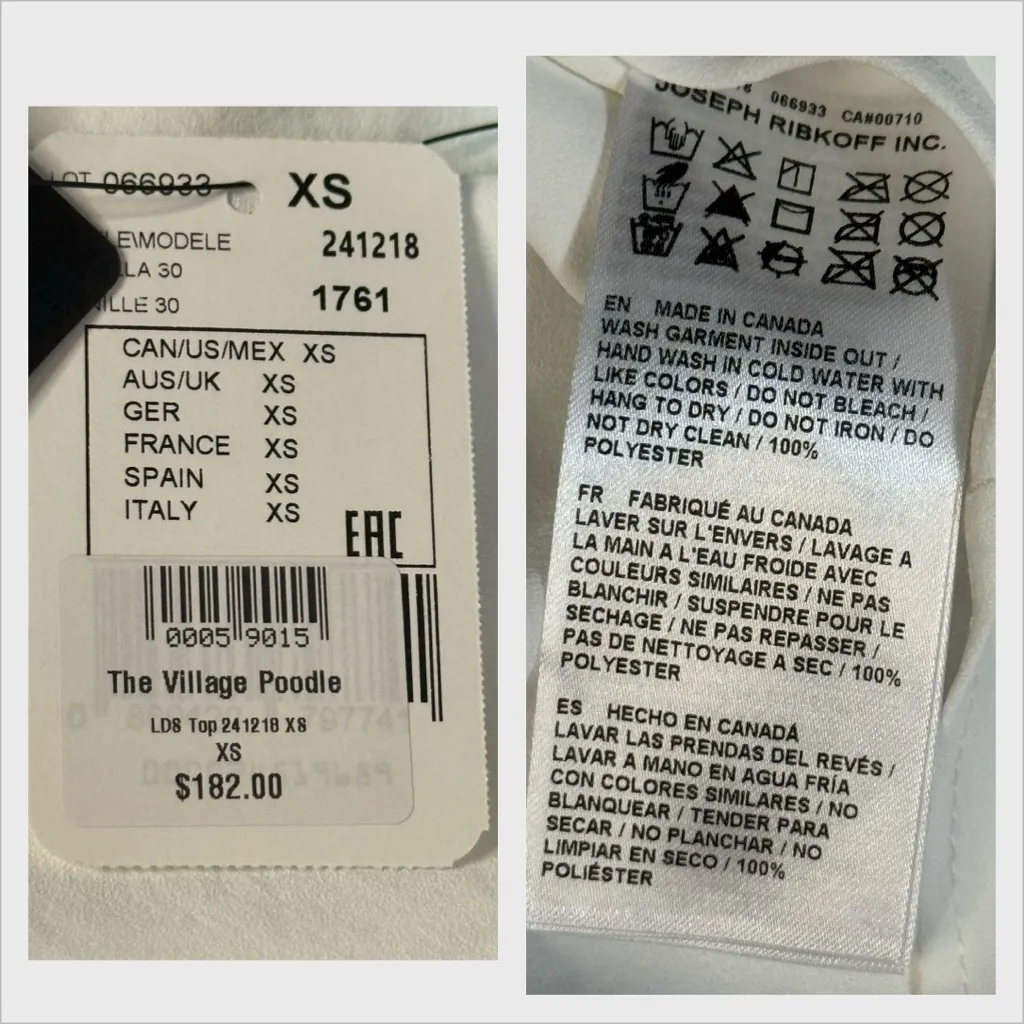 LOT 066933
XS
LE\MODELE
241218
LA 30
ILLE 30
1761
CAN/US/MEX XS
AUS/UK XS
GER XS
FRANCE XS
SPAIN XS
ITALY XS
EAC
0005 9015
The Village Poodle
LDS Top 241218 XS
XS
$182.00
066933 CA#00710
JOSEPH RIBKOFF INC.
EN MADE IN CANADA
WASH GARMENT INSIDE OUT /
HAND WASH IN COLD WATER WITH
LIKE COLORS / DO NOT BLEACH /
HANG TO DRY / DO NOT IRON / DO
NOT DRY CLEAN / 100%
POLYESTER
FR FABRIQUÉ AU CANADA
LAVER SUR L'ENVERS / LAVAGE A
LA MAIN A L'EAU FROIDE AVEC
COULEURS SIMILAIRES / NE PAS
BLANCHIR / SUSPENDRE POUR LE
SECHAGE / NE PAS REPASSER /
PAS DE NETTOYAGE A SEC / 100%
POLYESTER
ES HECHO EN CANADÁ
LAVAR LAS PRENDAS DEL REVÉS /
LAVAR A MANO EN AGUA FRÍA
CON COLORES SIMILARES / NO
BLANQUEAR / TENDER PARA
SECAR / NO PLANCHAR / NO
LIMPIAR EN SECO / 100%
POLIÉSTER